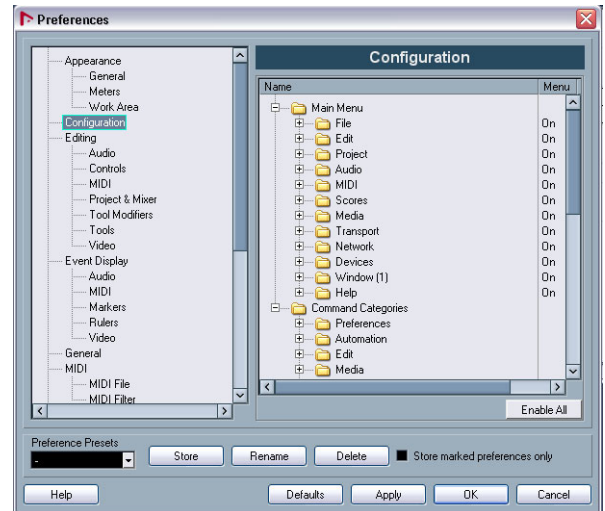 Preferences
Appearance
General
Meters
Work Area
Configuration
Editing
Audio
Controls
MIDI
Project & Mixer
Tool Modifiers
Tools
Video
Event Display
Audio
MIDI
Markers
Rulers
Video
General
MIDI
MIDI File
MIDI Filter
Configuration
Name Menu
Main Menu
File On
Edit On
Project On
Audio On
MIDI On
Scores On
Media On
Transport On
Network On
Devices On
Window (1) On
Help On
Command Categories
Preferences
Automation
Edit
Media
Enable All
Preference Presets
- Store Rename Delete Store marked preferences only
Help Defaults Apply OK Cancel